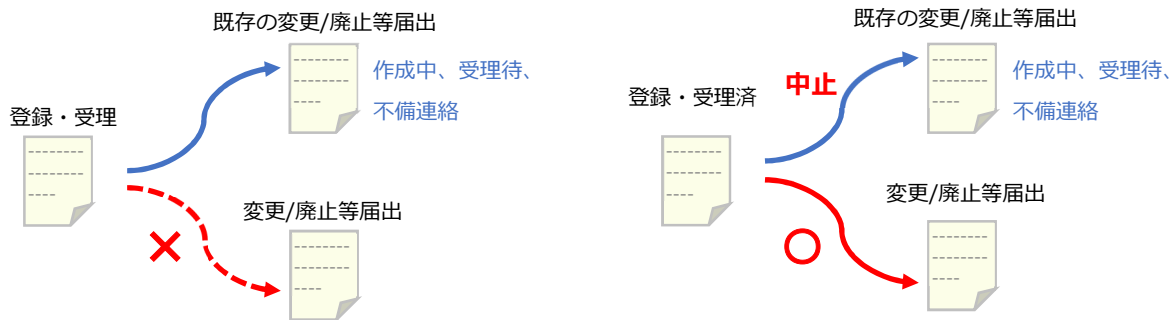 既存の変更/廃止等届出
作成中、受理待、
不備連絡
登録・受理
変更/廃止等届出
既存の変更/廃止等届出
中止
作成中、受理待、
不備連絡
登録・受理済
変更/廃止等届出